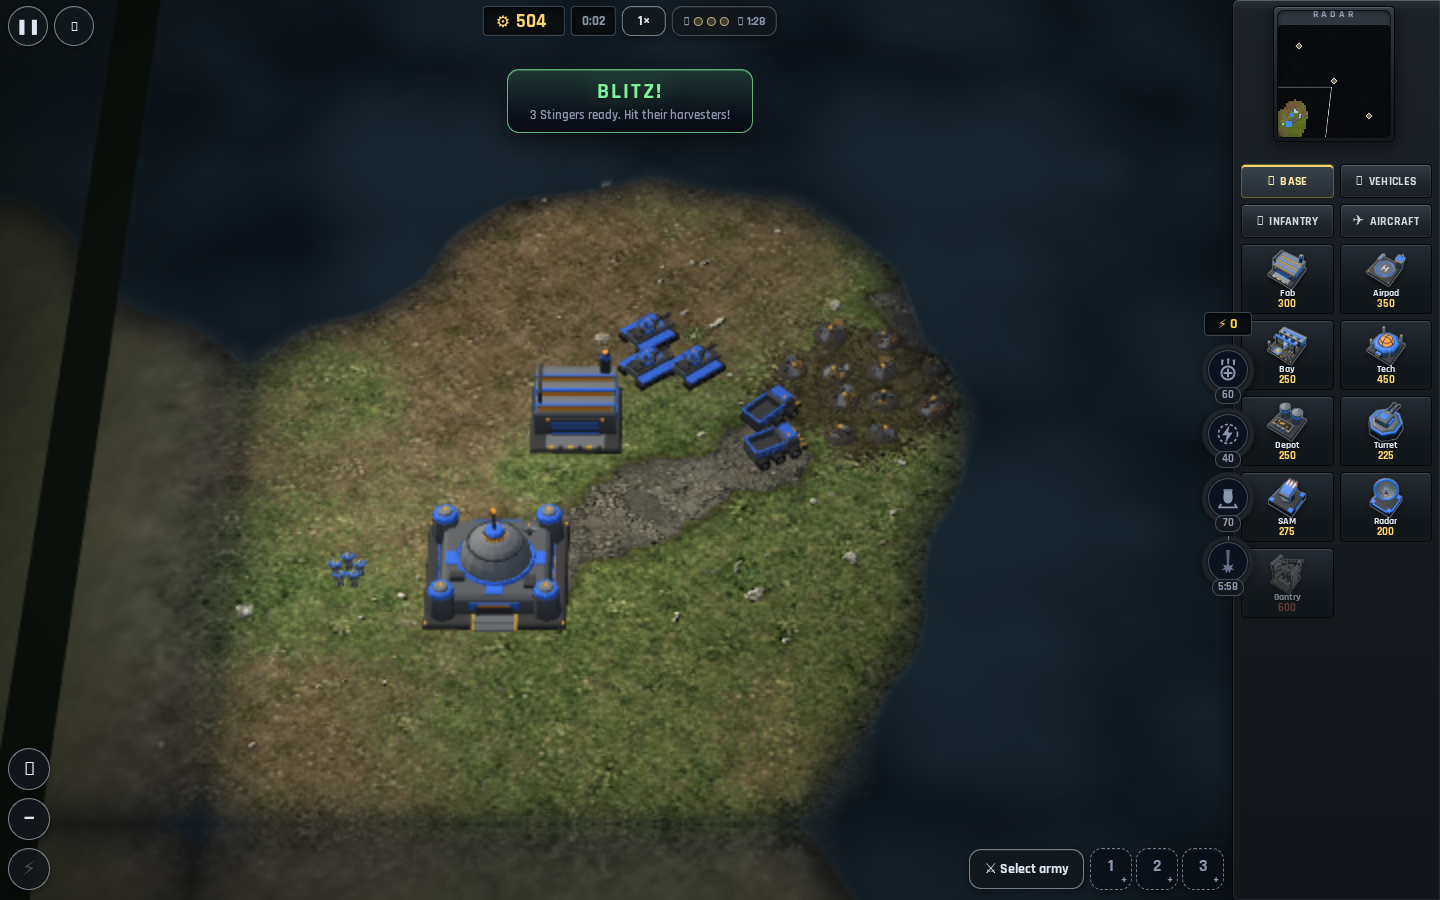 504
0:02
1×
1:28
BLITZ!
3 Stingers ready. Hit their harvesters!
RADAR
BASE
VEHICLES
INFANTRY
AIRCRAFT
Fab
300
Airpad
350
0
Bay
250
Tech
450
60
Depot
250
Turret
225
40
SAM
275
Radar
200
70
Gantry
600
5:58
Select army
1
+
2
+
3
+